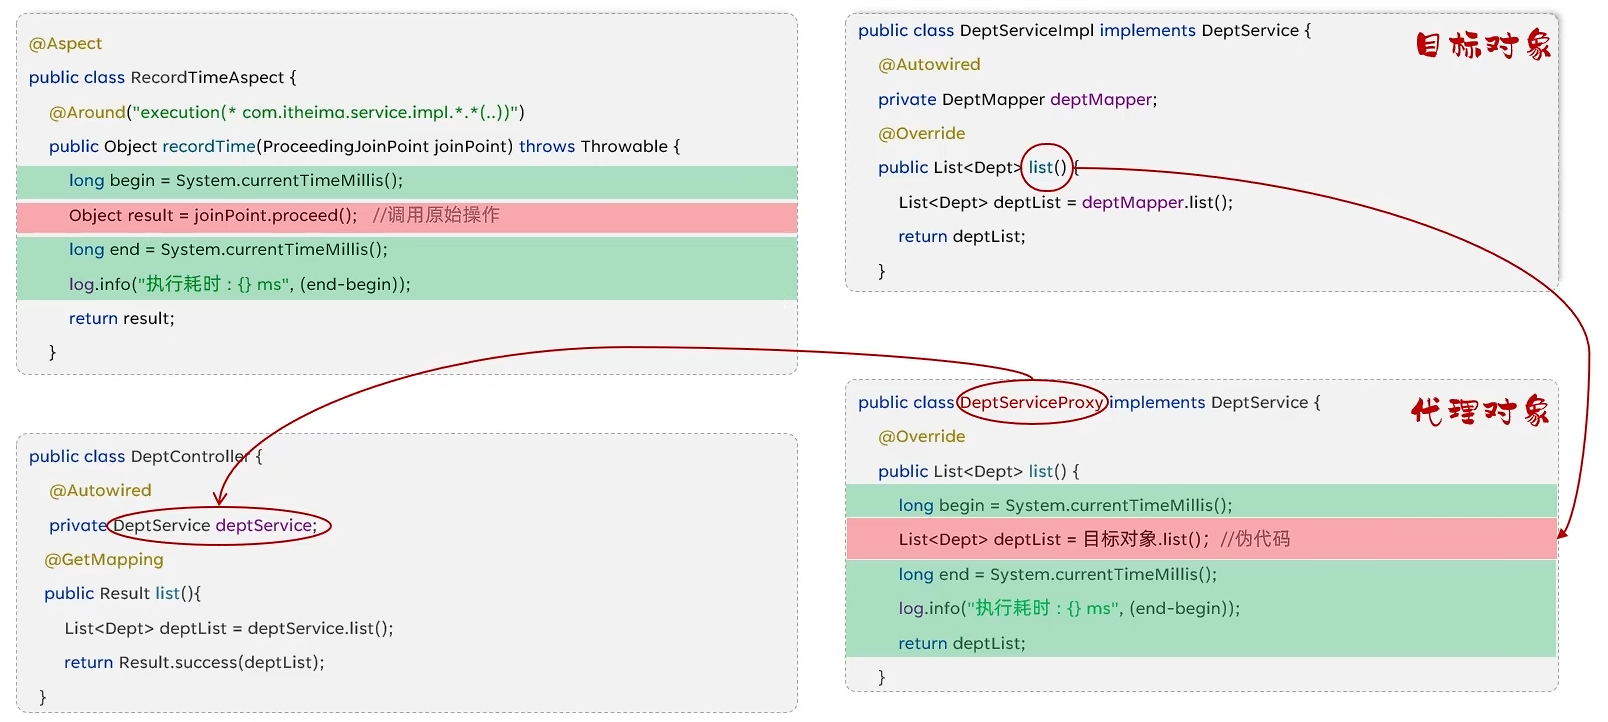 @Aspect
public class RecordTimeAspect {
@Around("execution(* com.itheima.service.impl.*.*(..))")
public Object recordTime(ProceedingJoinPoint joinPoint) throws Throwable {
long begin = System.currentTimeMillis();
Object result = joinPoint.proceed(); //调用原始操作
long end = System.currentTimeMillis();
log.info("执行耗时 : {} ms", (end-begin));
return result;
}
public class DeptController {
@Autowired
private DeptService deptService;
@GetMapping
public Result list(){
List<Dept> deptList = deptService.list();
return Result.success(deptList);
}
public class DeptServiceImpl implements DeptService {
目标对象
@Autowired
private DeptMapper deptMapper;
@Override
public List<Dept> list() {
List<Dept> deptList = deptMapper.list();
return deptList;
}
public class DeptServiceProxy implements DeptService {
代理对象
@Override
public List<Dept> list() {
long begin = System.currentTimeMillis();
List<Dept> deptList = 目标对象.list(); //伪代码
long end = System.currentTimeMillis();
log.info("执行耗时 : {} ms", (end-begin));
return deptList;
}